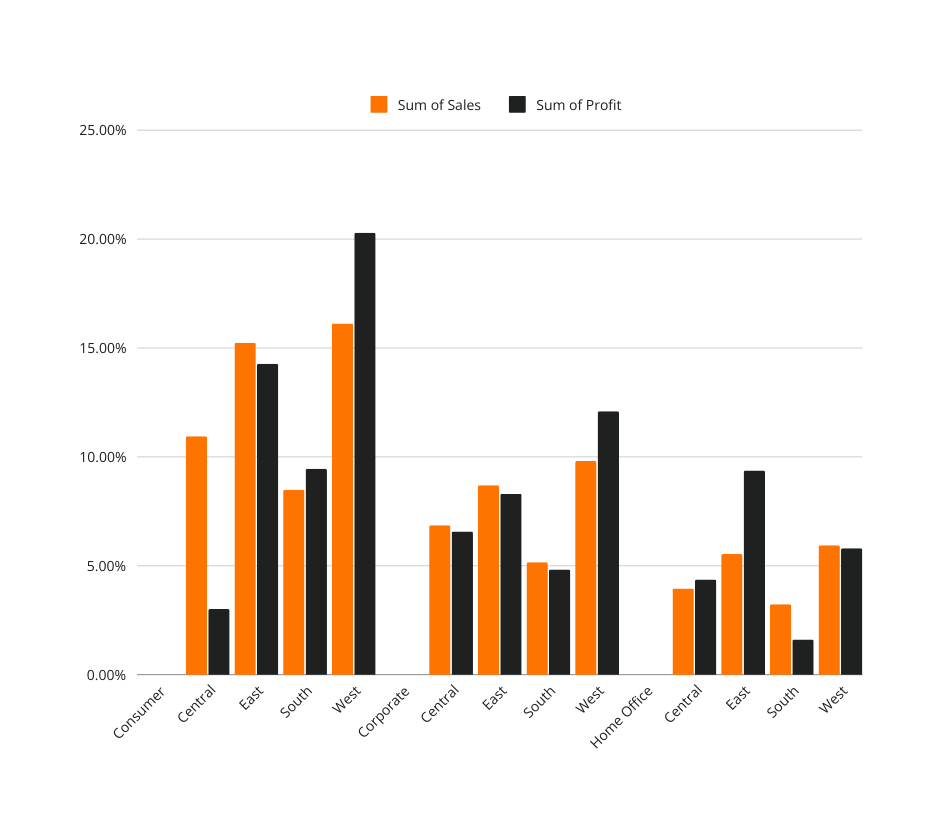 Sum of Sales
Sum of Profit
25.00%
20.00%
15.00%
10.00%
5.00%
0.00%
Consumer
Central
East
South
West
Corporate
Central
East
South
West
Home Office
Central
East
South
West